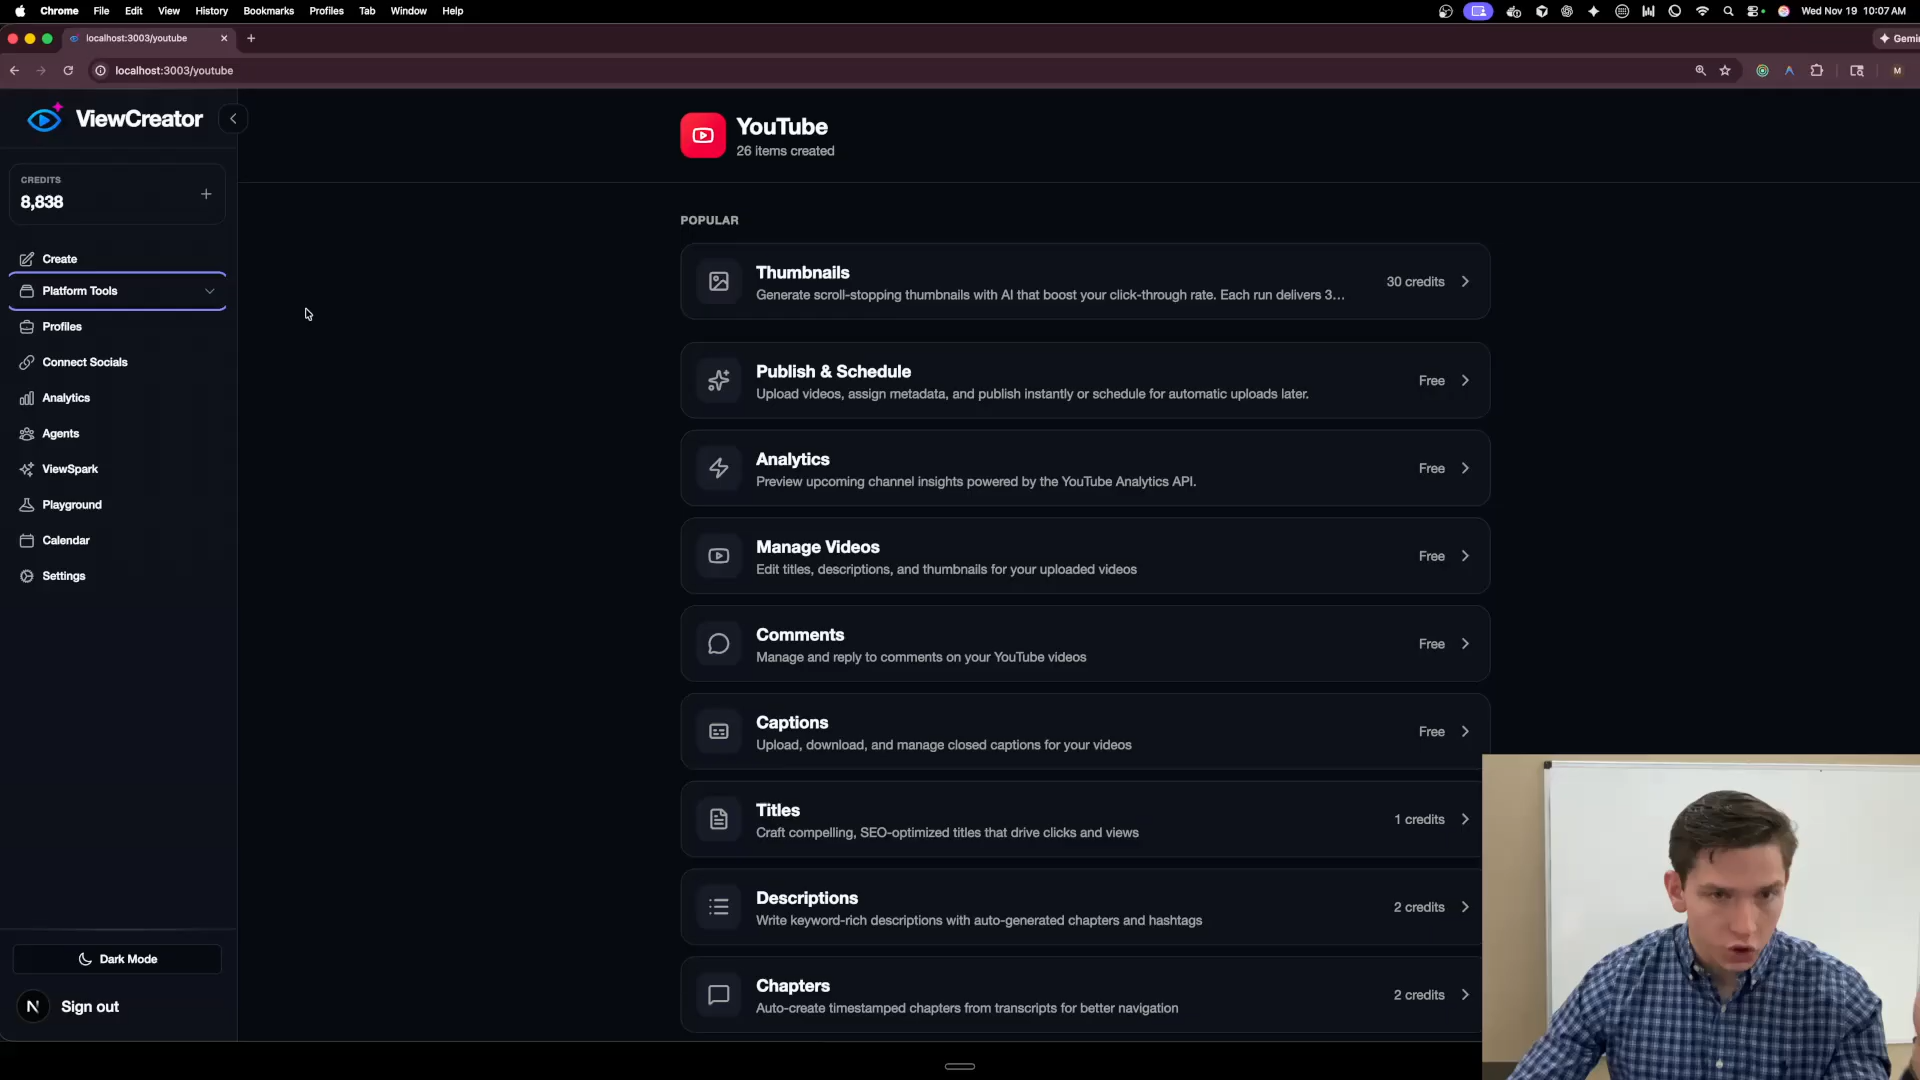 Chrome File Edit View History Bookmarks Profiles Tab Window Help
Wed Nov 19 10:07 AM
localhost:3003/youtube
Gemin
localhost:3003/youtube
M
ViewCreator
CREDITS
8,838
Create
Platform Tools
Profiles
Connect Socials
Analytics
Agents
ViewSpark
Playground
Calendar
Settings
Dark Mode
N Sign out
YouTube
26 items created
POPULAR
Thumbnails
Generate scroll-stopping thumbnails with AI that boost your click-through rate. Each run delivers 3...
30 credits
Publish & Schedule
Upload videos, assign metadata, and publish instantly or schedule for automatic uploads later.
Free
Analytics
Preview upcoming channel insights powered by the YouTube Analytics API.
Free
Manage Videos
Edit titles, descriptions, and thumbnails for your uploaded videos
Free
Comments
Manage and reply to comments on your YouTube videos
Free
Captions
Upload, download, and manage closed captions for your videos
Free
Titles
Craft compelling, SEO-optimized titles that drive clicks and views
1 credits
Descriptions
Write keyword-rich descriptions with auto-generated chapters and hashtags
2 credits
Chapters
Auto-create timestamped chapters from transcripts for better navigation
2 credits